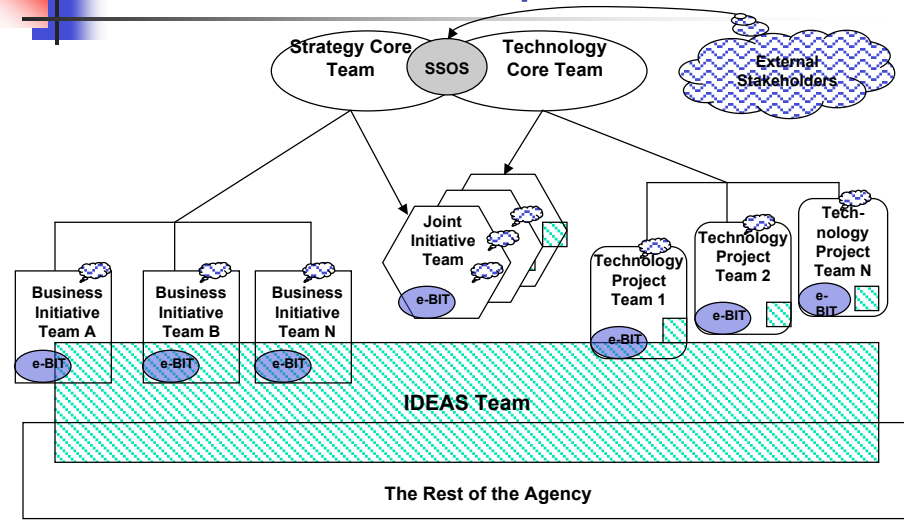 Strategy Core
Team
SSOS
Technology
Core Team
External
Stakeholders
Joint
Initiative
Team
e-BIT
Business
Initiative
Team A
e-BIT
Business
Initiative
Team B
e-BIT
Business
Initiative
Team N
e-BIT
Technology
Project
Team 1
e-BIT
Technology
Project
Team 2
e-BIT
Tech-
nology
Project
Team N
e-
BIT
IDEAS Team
The Rest of the Agency